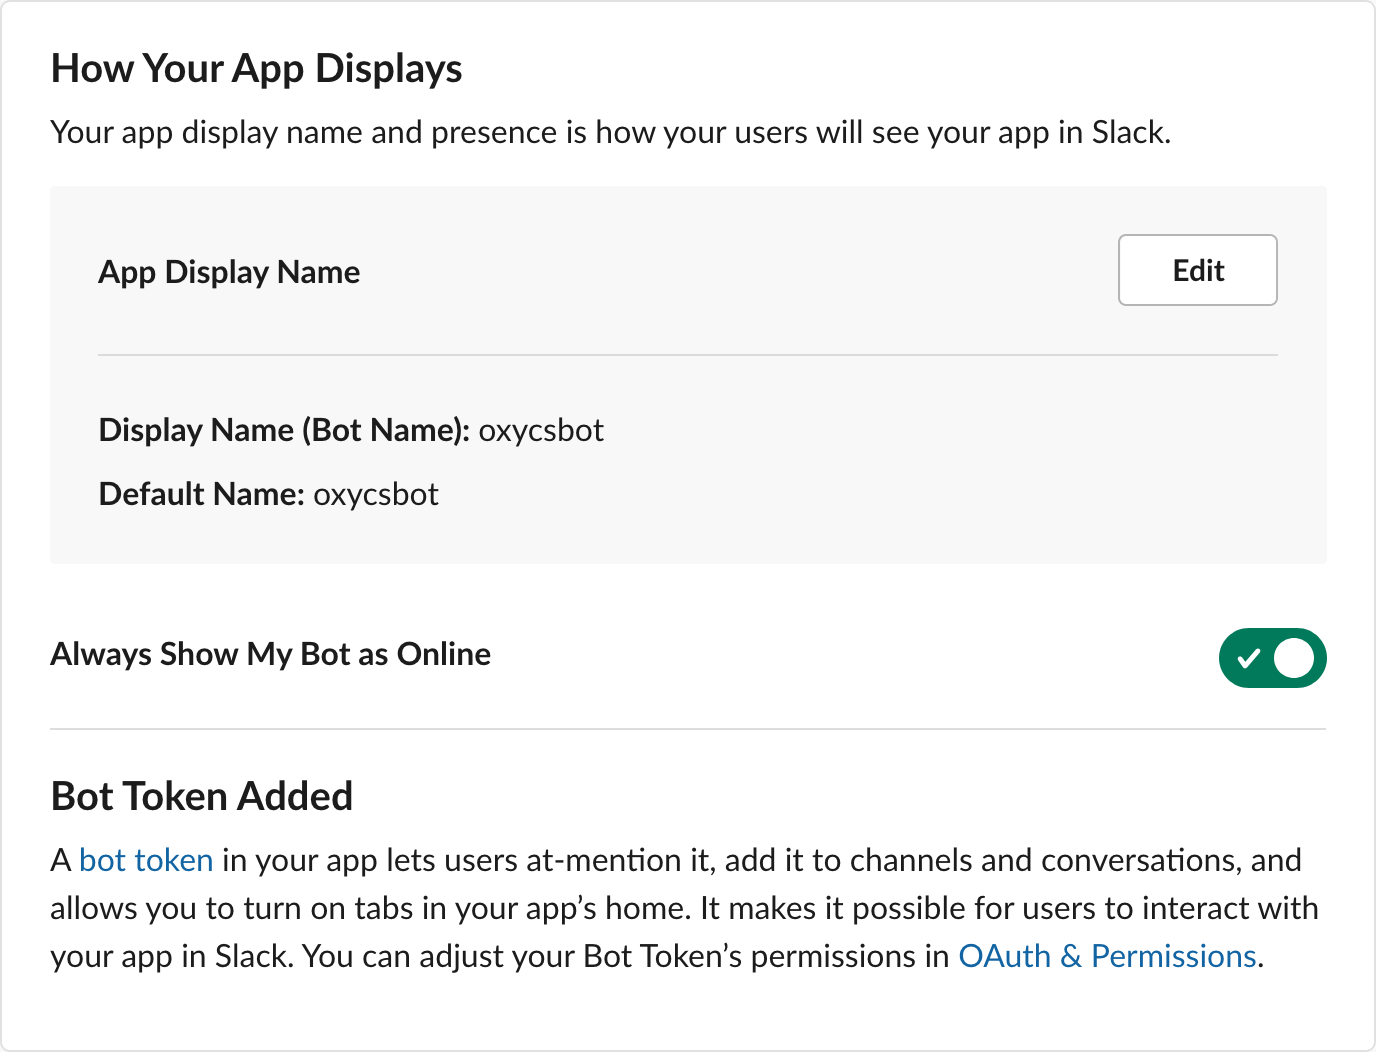 How Your App Displays
Your app display name and presence is how your users will see your app in Slack.
App Display Name
Edit
Display Name (Bot Name): oxycsbot
Default Name: oxycsbot
Always Show My Bot as Online
Bot Token Added
A bot token in your app lets users at-mention it, add it to channels and conversations, and
allows you to turn on tabs in your app’s home. It makes it possible for users to interact with
your app in Slack. You can adjust your Bot Token’s permissions in OAuth & Permissions.